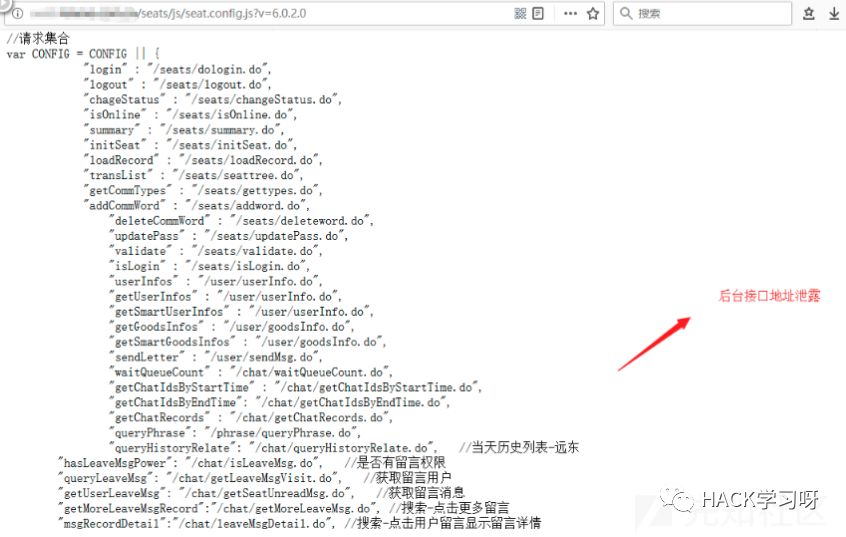 /seats/js/seat.config.js?v=6.0.2.0
搜索
//请求集合
var CONFIG = CONFIG || {
"login" : "/seats/dologin.do",
"logout" : "/seats/logout.do",
"chageStatus" : "/seats/changeStatus.do",
"isOnline" : "/seats/isOnline.do",
"summary" : "/seats/summary.do",
"initSeat" : "/seats/initSeat.do",
"loadRecord" : "/seats/loadRecord.do",
"transList" : "/seats/seattree.do",
"getCommTypes" : "/seats/gettypes.do",
"addCommWord" : "/seats/addword.do",
"deleteCommWord" : "/seats/deleteword.do",
"updatePass" : "/seats/updatePass.do",
"validate" : "/seats/validate.do",
"isLogin" : "/seats/isLogin.do",
"userInfos" : "/user/userInfo.do",
"getUserInfos" : "/user/userInfo.do",
"getSmartUserInfos" : "/user/userInfo.do",
"getGoodsInfos" : "/user/goodsInfo.do",
"getSmartGoodsInfos" : "/user/goodsInfo.do",
"sendLetter" : "/user/sendMsg.do",
"waitQueueCount" : "/chat/waitQueueCount.do",
"getChatIdsByStartTime" : "/chat/getChatIdsByStartTime.do",
"getChatIdsByEndTime": "/chat/getChatIdsByEndTime.do",
"getChatRecords" : "/chat/getChatRecords.do",
"queryPhrase": "/phrase/queryPhrase.do",
"queryHistoryRelate": "/chat/queryHistoryRelate.do", //当天历史列表-远东
"hasLeaveMsgPower": "/chat/isLeaveMsg.do", //是否有留言权限
"queryLeaveMsg" : "/chat/getLeaveMsgVisit.do", //获取留言用户
"getUserLeaveMsg" : "/chat/getSeatUnreadMsg.do", //获取留言消息
"getMoreLeaveMsgRecord":"/chat/getMoreLeaveMsg.do", //搜索-点击更多留言
"msgRecordDetail":"/chat/leaveMsgDetail.do", //搜索-点击用户留言显示留言详情
后台接口地址泄露
HACK学习呀
先知社区